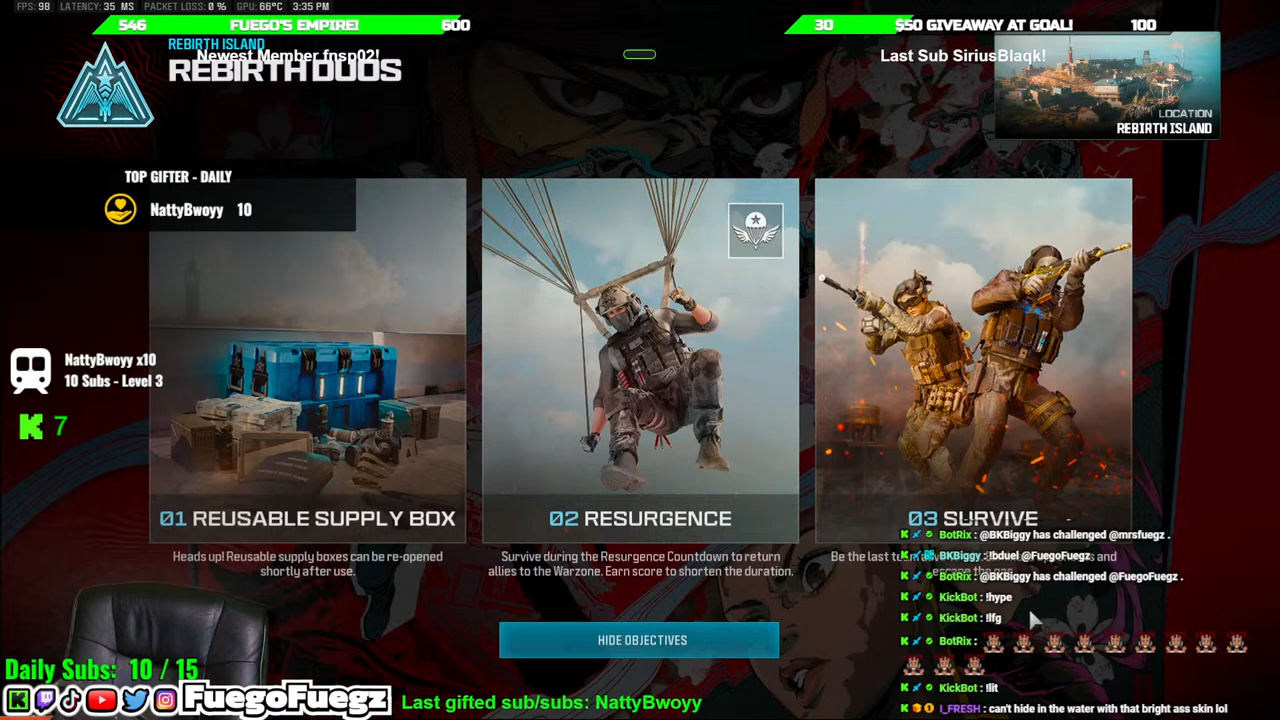 FPS: 98 LATENCY: 35 MS PACKET LOSS: 0 % GPU: 66°C 3:35 PM
546 FUEGO'S EMPIRE! 600
30 $50 GIVEAWAY AT GOAL! 100
REBIRTH ISLAND
Newest Member fnsp02!
Last Sub SiriusBlaqk!
REBIRTH DUOS
LOCATION
REBIRTH ISLAND
TOP GIFTER - DAILY
NattyBwoyy 10
NattyBwoyy x10
10 Subs - Level 3
K 7
01 REUSABLE SUPPLY BOX
Heads up! Reusable supply boxes can be re-opened
shortly after use.
02 RESURGENCE
Survive during the Resurgence Countdown to return
allies to the Warzone. Earn score to shorten the duration.
03 SURVIVE
Be the last
and
BotRix : @BKBiggy has challenged @mrsfuegz .
BKBiggy : !bduel @FuegoFuegz
BotRix : @BKBiggy has challenged @FuegoFuegz .
KickBot : !hype
KickBot : !lfg
BotRix :
KickBot : !lit
I_FRESH : can't hide in the water with that bright ass skin lol
HIDE OBJECTIVES
Daily Subs: 10 / 15
FuegoFuegz
Last gifted sub/subs: NattyBwoyy